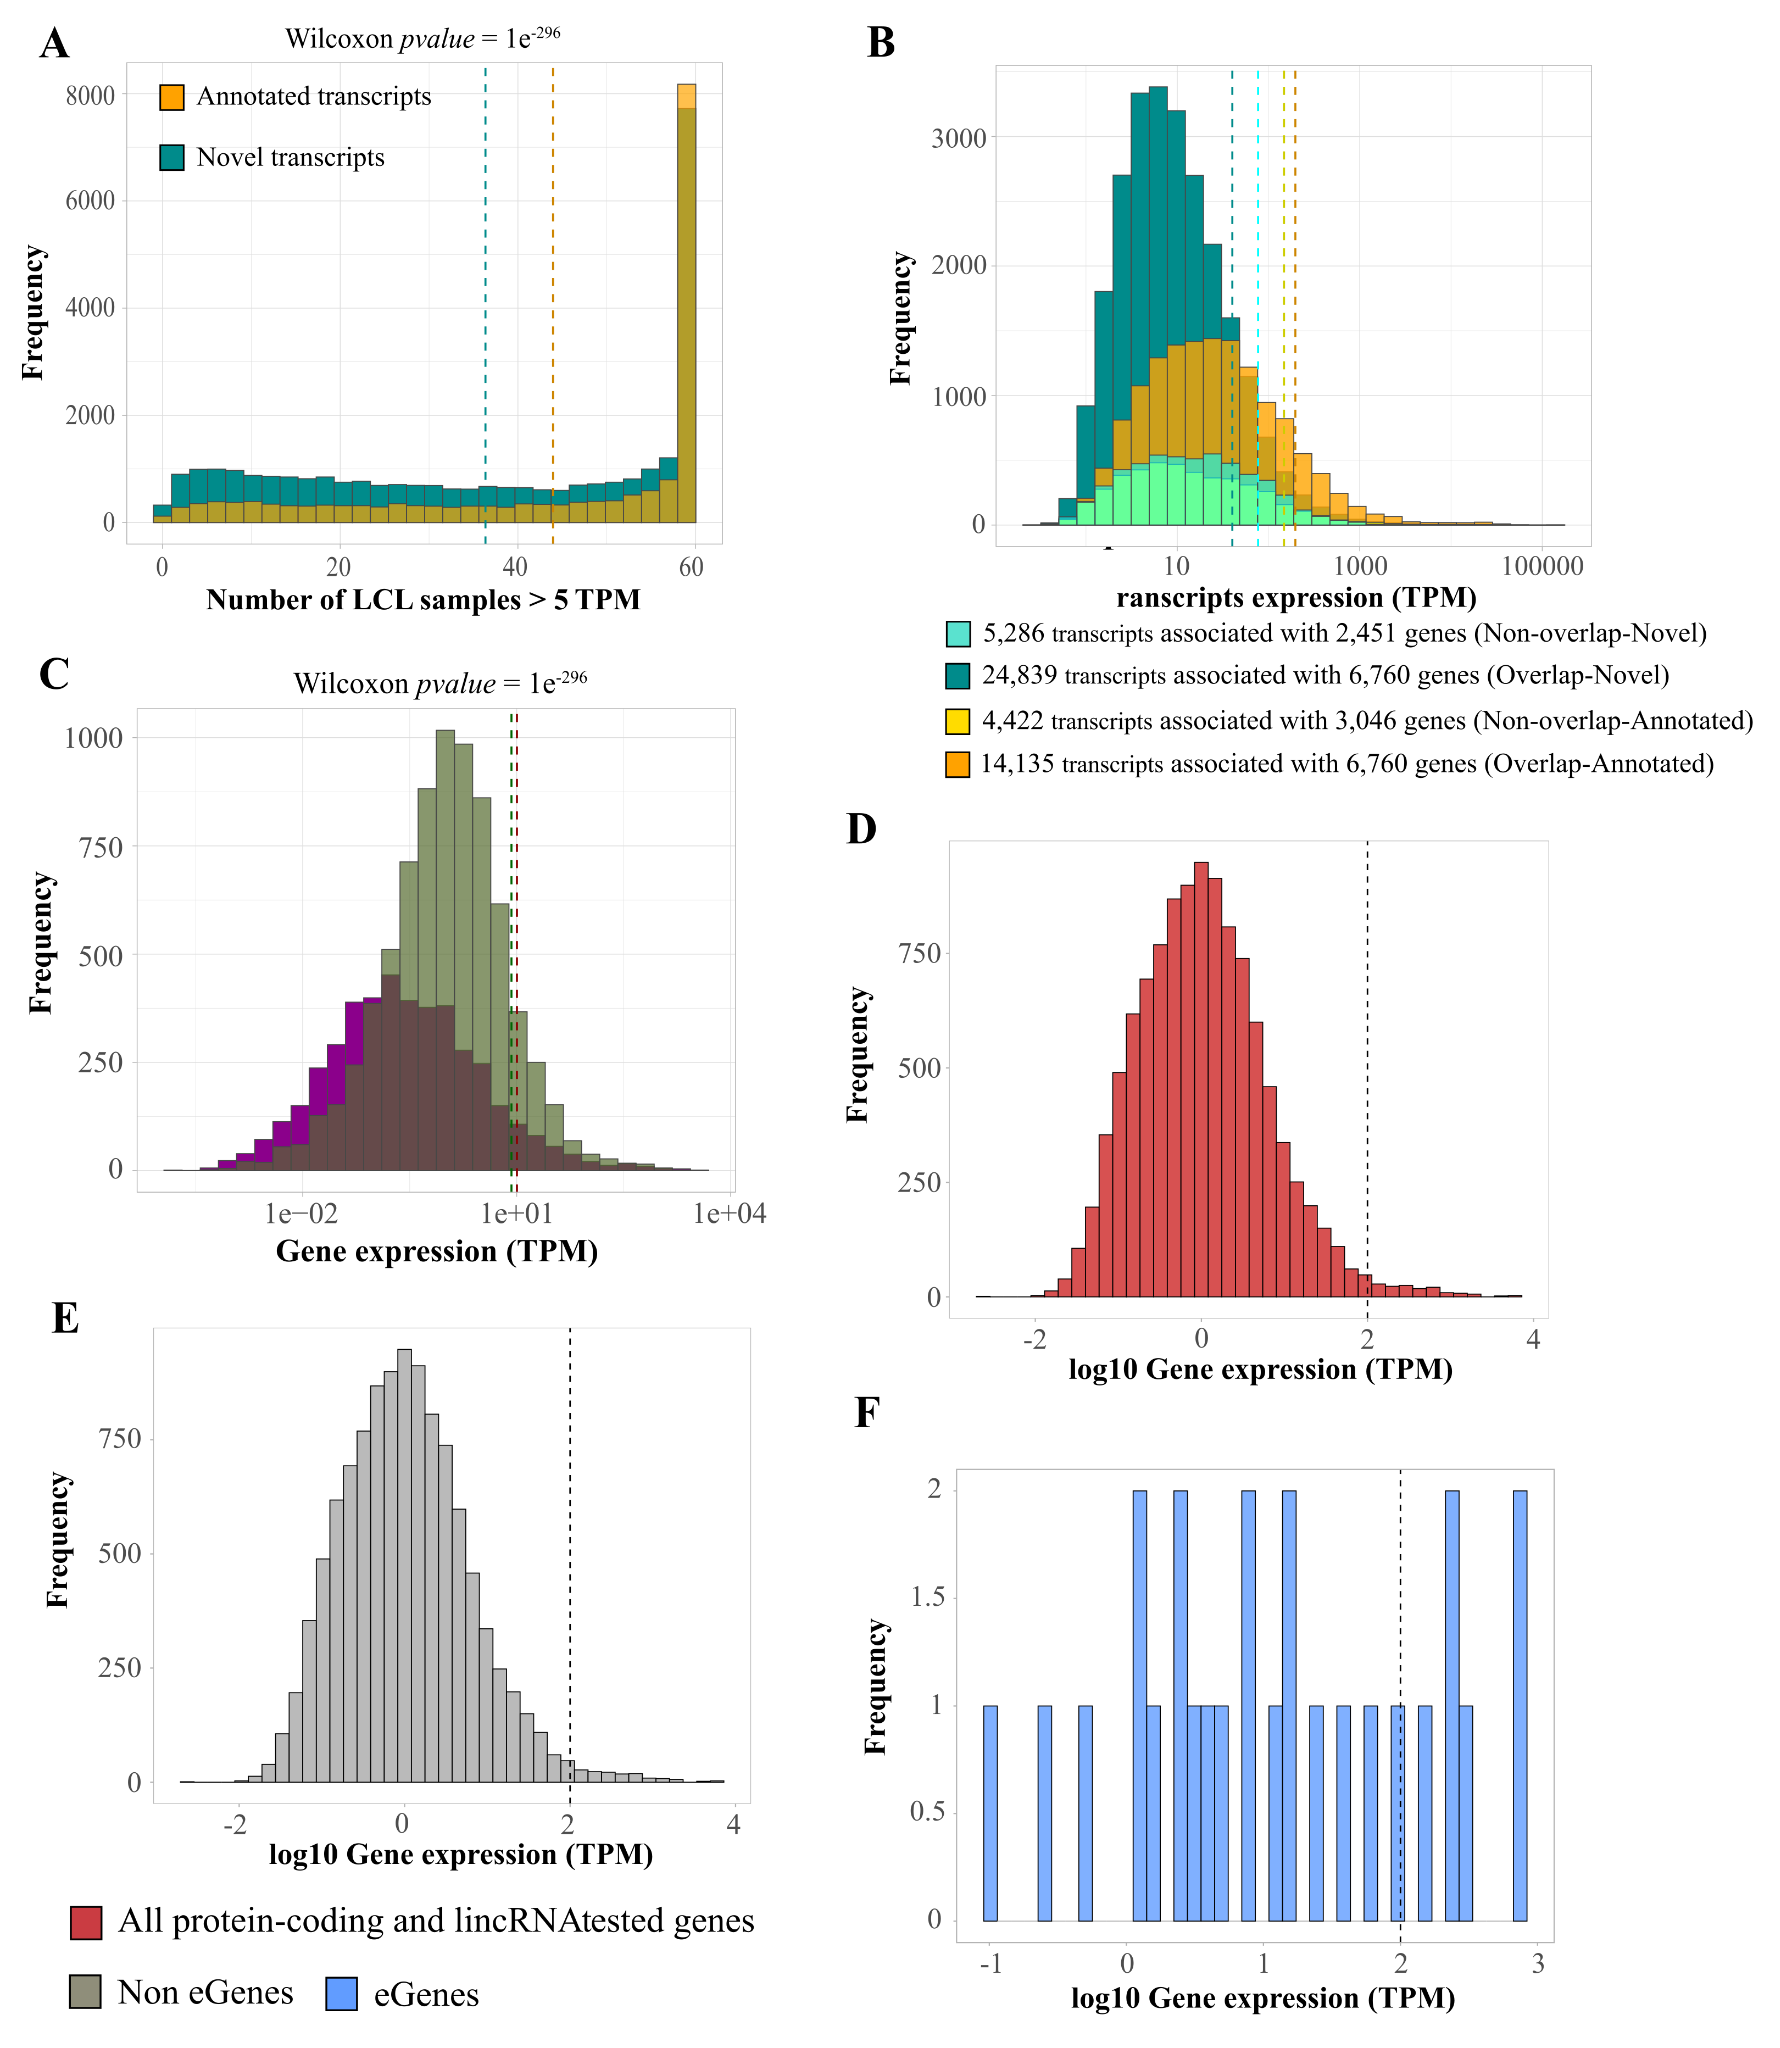 A
Wilcoxon pvalue = 1e-296
Annotated transcripts
Novel transcripts
8000
6000
4000
2000
0
Frequency
0 20 40 60
Number of LCL samples > 5 TPM
B
3000
2000
1000
0
Frequency
10 1000 100000
ranscripts expression (TPM)
5,286 transcripts associated with 2,451 genes (Non-overlap-Novel)
24,839 transcripts associated with 6,760 genes (Overlap-Novel)
4,422 transcripts associated with 3,046 genes (Non-overlap-Annotated)
14,135 transcripts associated with 6,760 genes (Overlap-Annotated)
C
Wilcoxon pvalue = 1e-296
1000
750
500
250
0
Frequency
1e−02 1e+01 1e+04
Gene expression (TPM)
D
750
500
250
0
Frequency
-2 0 2 4
log10 Gene expression (TPM)
E
750
500
250
0
Frequency
-2 0 2 4
log10 Gene expression (TPM)
F
2
1.5
1
0.5
0
Frequency
-1 0 1 2 3
log10 Gene expression (TPM)
All protein-coding and lincRNAtested genes
Non eGenes eGenes